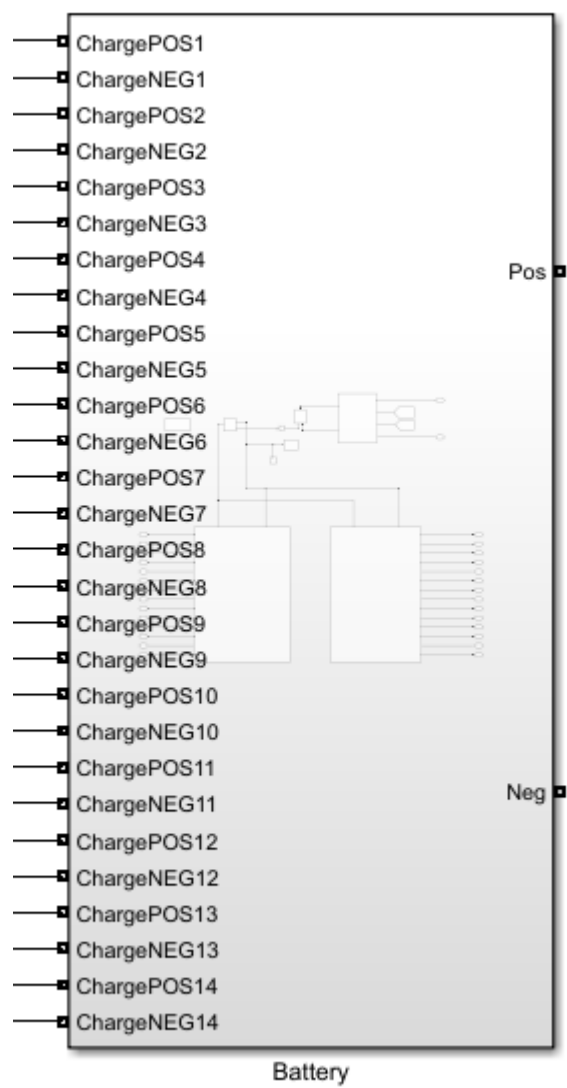 ChargePOS1
ChargeNEG1
ChargePOS2
ChargeNEG2
ChargePOS3
ChargeNEG3
ChargePOS4
Pos
ChargeNEG4
ChargePOS5
ChargeNEG5
ChargePOS6
ChargeNEG6
ChargePOS7
ChargeNEG7
ChargePOS8
ChargeNEG8
ChargePOS9
ChargeNEG9
ChargePOS10
ChargeNEG10
ChargePOS11
Neg
ChargeNEG11
ChargePOS12
ChargeNEG12
ChargePOS13
ChargeNEG13
ChargePOS14
ChargeNEG14
Battery